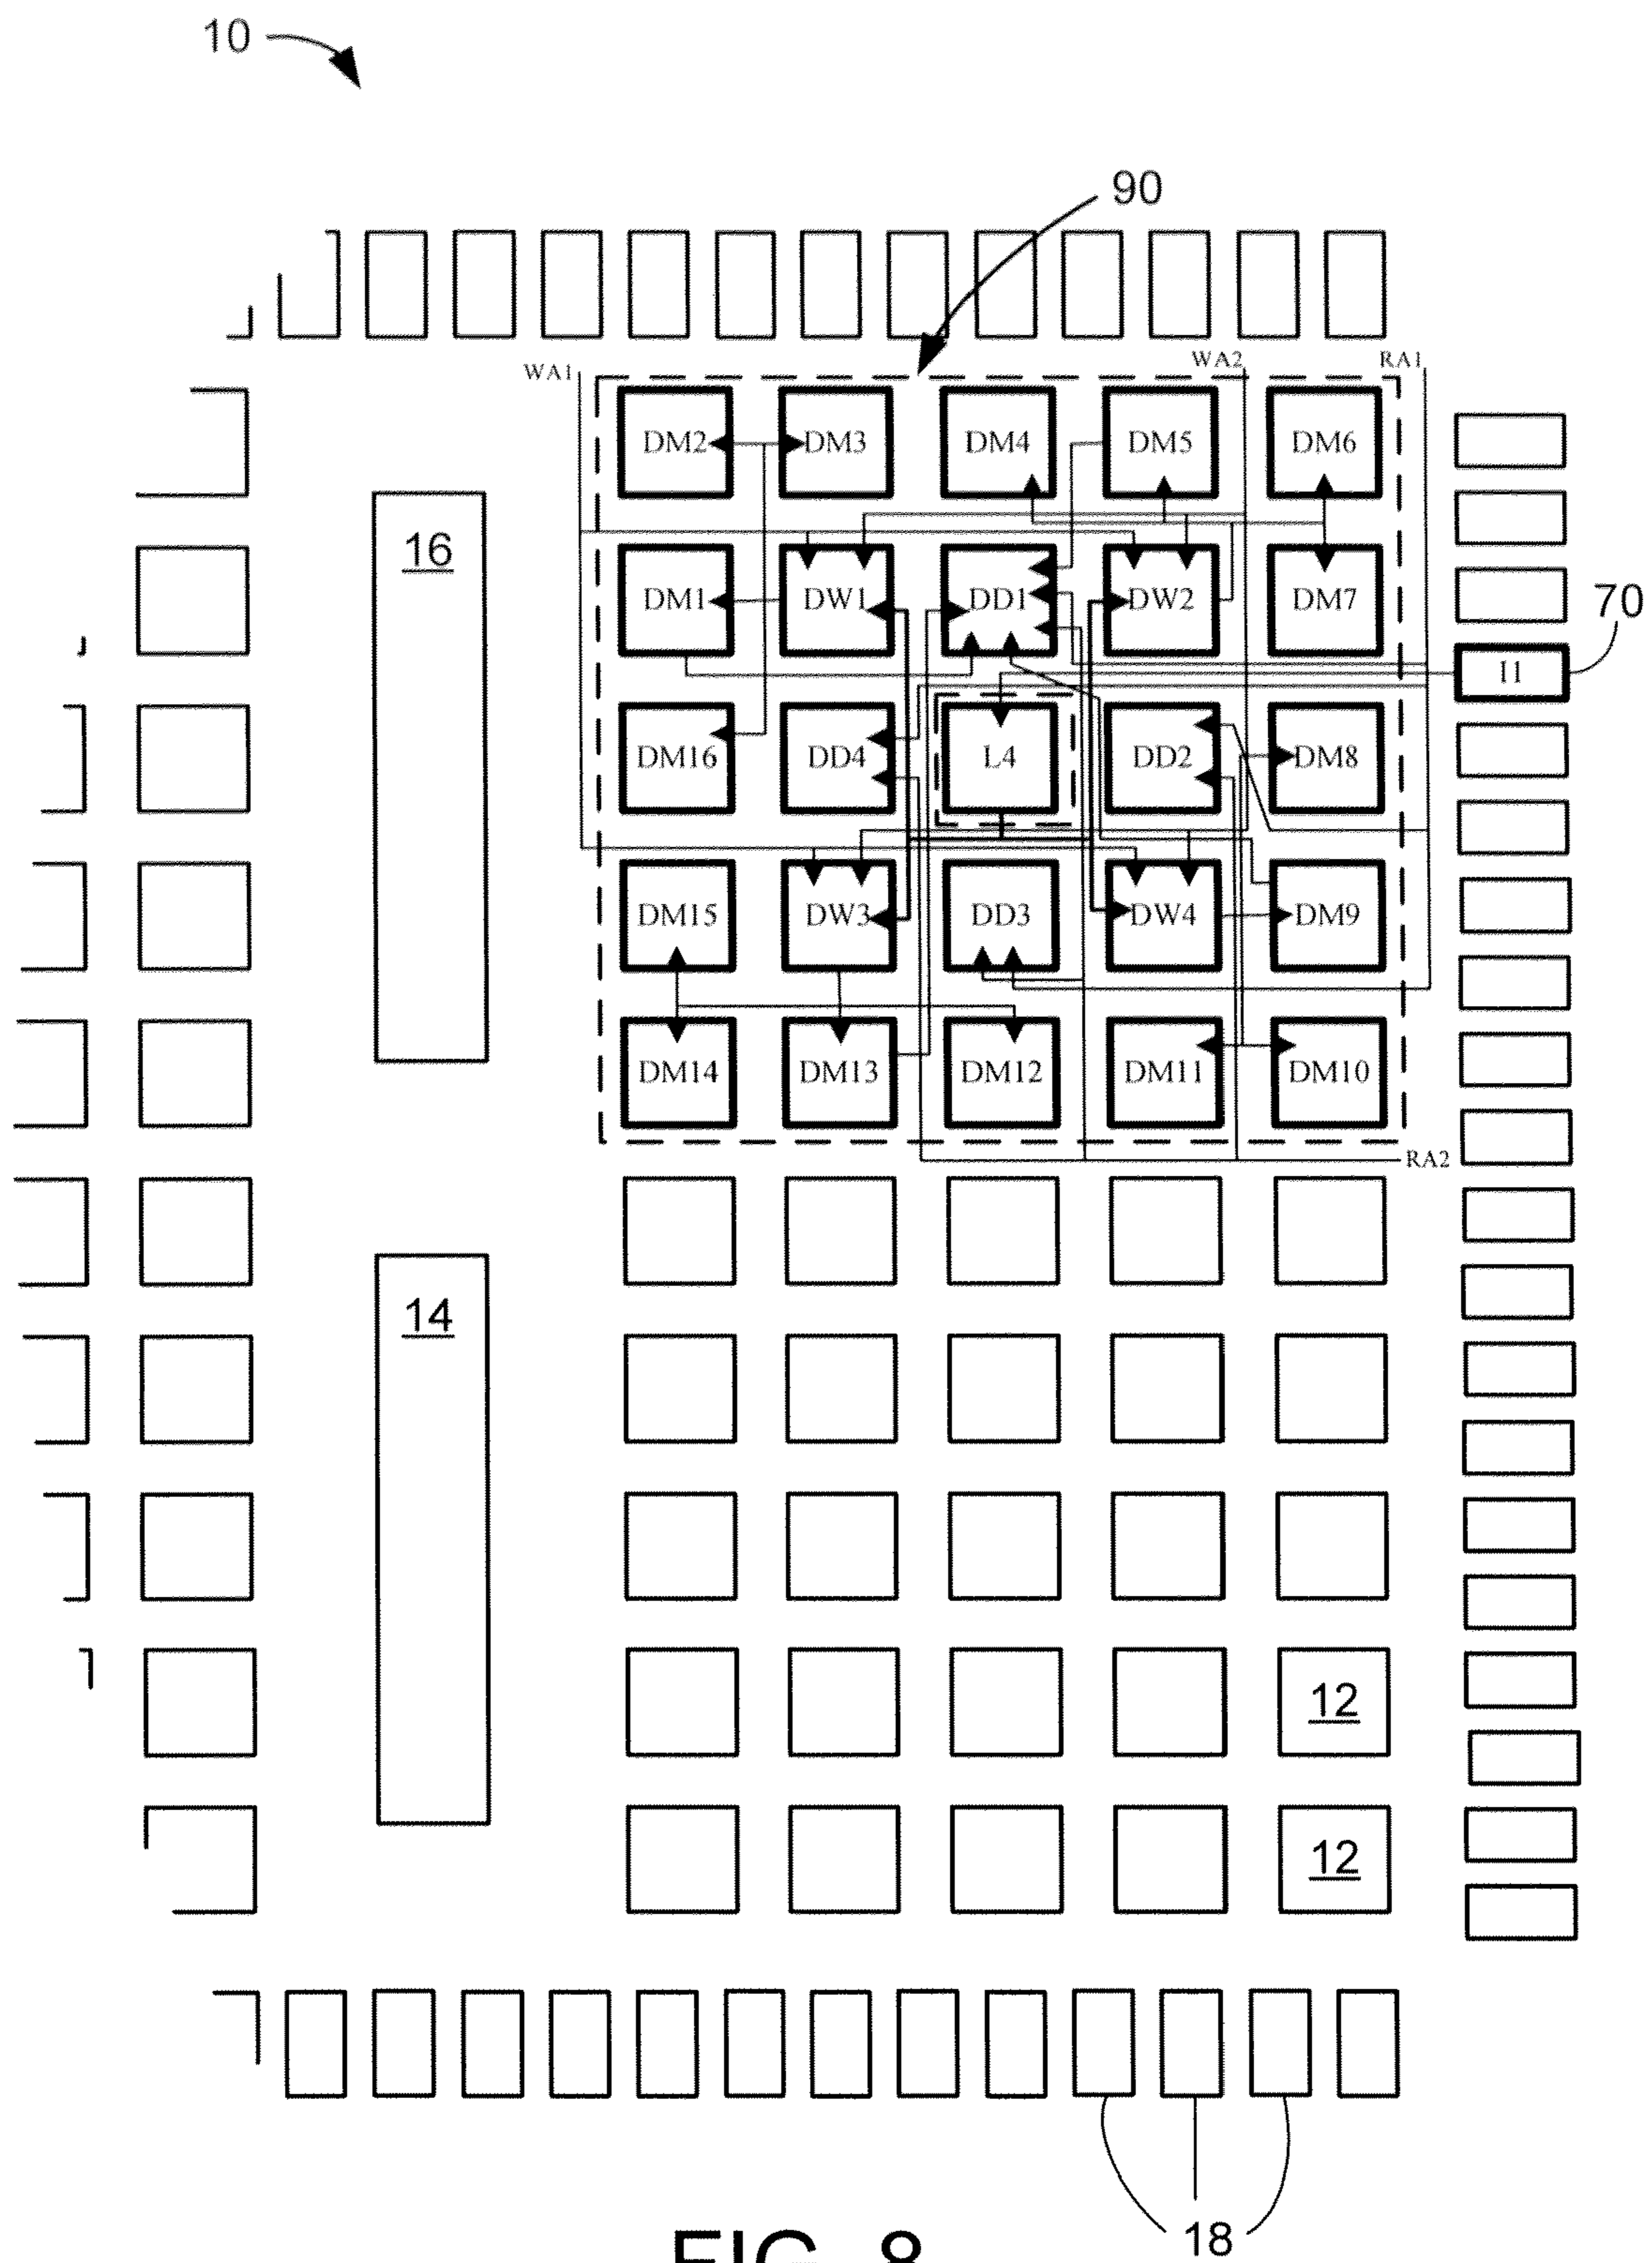 10
90
WA1
WA2 RA1
DM2 DM3 DM4 DM5 DM6
16
DM1 DW1 DD1 DW2 DM7
70
I1
DM16 DD4 L4 DD2 DM8
DM15 DW3 DD3 DW4 DM9
DM14 DM13 DM12 DM11 DM10
RA2
14
12
12
18
FIG. 8